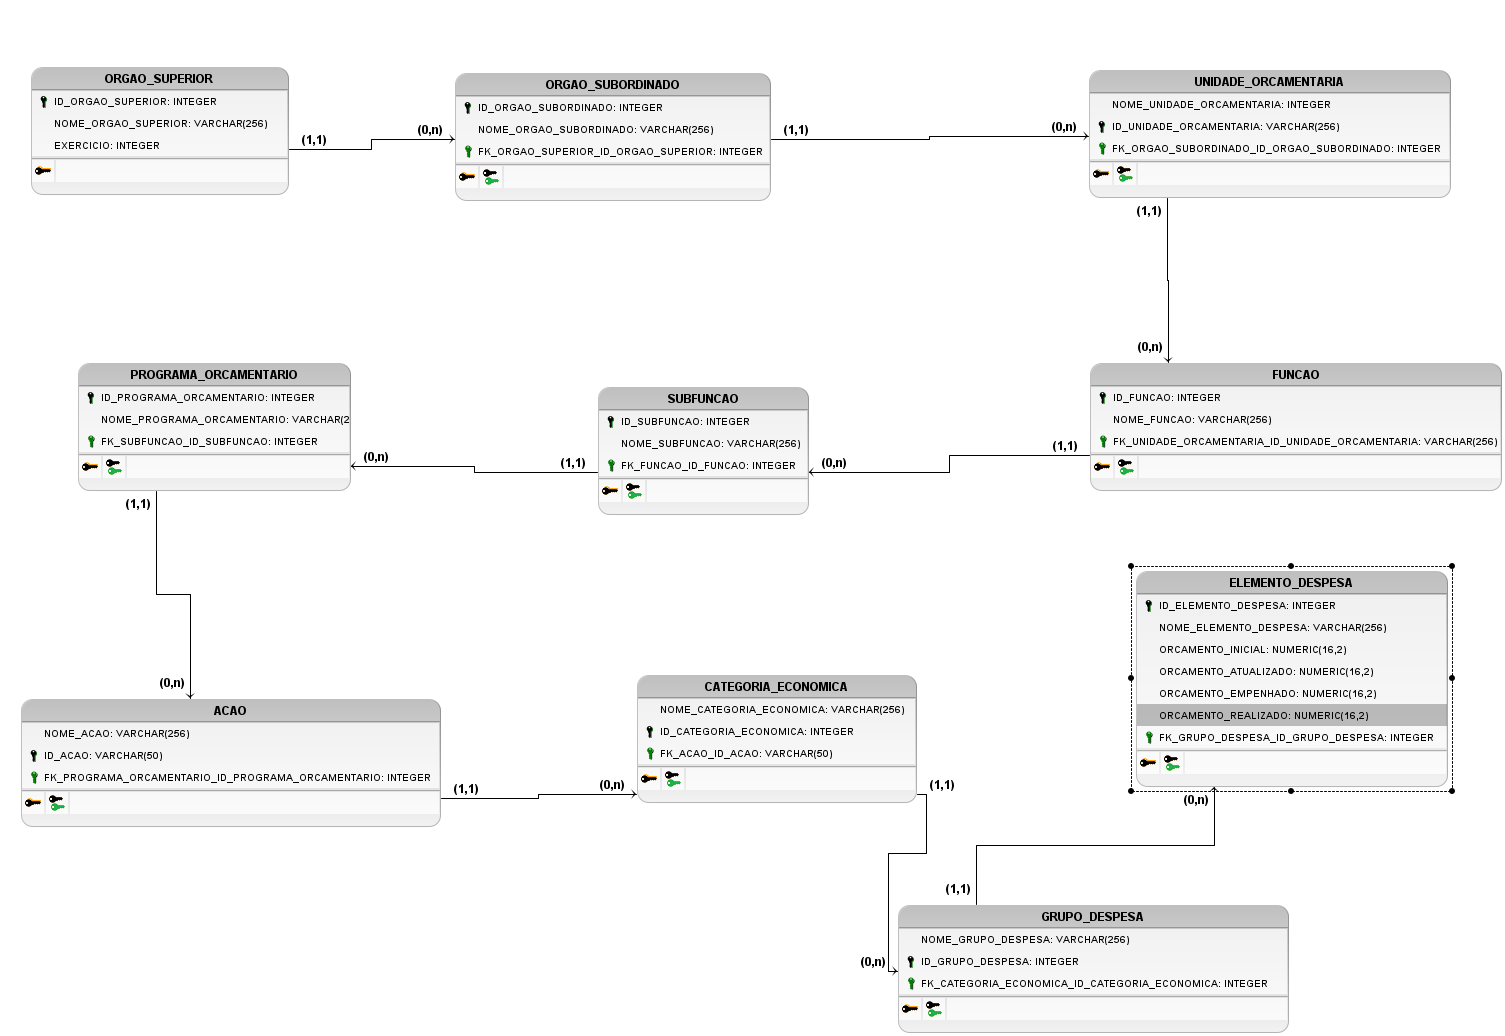 ORGAO_SUPERIOR
ID_ORGAO_SUPERIOR: INTEGER
NOME_ORGAO_SUPERIOR: VARCHAR(256)
EXERCICIO: INTEGER
(1,1)
(0,n)
ORGAO_SUBORDINADO
ID_ORGAO_SUBORDINADO: INTEGER
NOME_ORGAO_SUBORDINADO: VARCHAR(256)
FK_ORGAO_SUPERIOR_ID_ORGAO_SUPERIOR: INTEGER
(1,1)
(0,n)
UNIDADE_ORCAMENTARIA
NOME_UNIDADE_ORCAMENTARIA: INTEGER
ID_UNIDADE_ORCAMENTARIA: VARCHAR(256)
FK_ORGAO_SUBORDINADO_ID_ORGAO_SUBORDINADO: INTEGER
(1,1)
(0,n)
FUNCAO
ID_FUNCAO: INTEGER
NOME_FUNCAO: VARCHAR(256)
FK_UNIDADE_ORCAMENTARIA_ID_UNIDADE_ORCAMENTARIA: VARCHAR(256)
(1,1)
(0,n)
SUBFUNCAO
ID_SUBFUNCAO: INTEGER
NOME_SUBFUNCAO: VARCHAR(256)
FK_FUNCAO_ID_FUNCAO: INTEGER
(1,1)
(0,n)
PROGRAMA_ORCAMENTARIO
ID_PROGRAMA_ORCAMENTARIO: INTEGER
NOME_PROGRAMA_ORCAMENTARIO: VARCHAR(2
FK_SUBFUNCAO_ID_SUBFUNCAO: INTEGER
(1,1)
(0,n)
ACAO
NOME_ACAO: VARCHAR(256)
ID_ACAO: VARCHAR(50)
FK_PROGRAMA_ORCAMENTARIO_ID_PROGRAMA_ORCAMENTARIO: INTEGER
(1,1)
(0,n)
CATEGORIA_ECONOMICA
NOME_CATEGORIA_ECONOMICA: VARCHAR(256)
ID_CATEGORIA_ECONOMICA: INTEGER
FK_ACAO_ID_ACAO: VARCHAR(50)
(1,1)
(0,n)
GRUPO_DESPESA
NOME_GRUPO_DESPESA: VARCHAR(256)
ID_GRUPO_DESPESA: INTEGER
FK_CATEGORIA_ECONOMICA_ID_CATEGORIA_ECONOMICA: INTEGER
(1,1)
(0,n)
ELEMENTO_DESPESA
ID_ELEMENTO_DESPESA: INTEGER
NOME_ELEMENTO_DESPESA: VARCHAR(256)
ORCAMENTO_INICIAL: NUMERIC(16,2)
ORCAMENTO_ATUALIZADO: NUMERIC(16,2)
ORCAMENTO_EMPENHADO: NUMERIC(16,2)
ORCAMENTO_REALIZADO: NUMERIC(16,2)
FK_GRUPO_DESPESA_ID_GRUPO_DESPESA: INTEGER